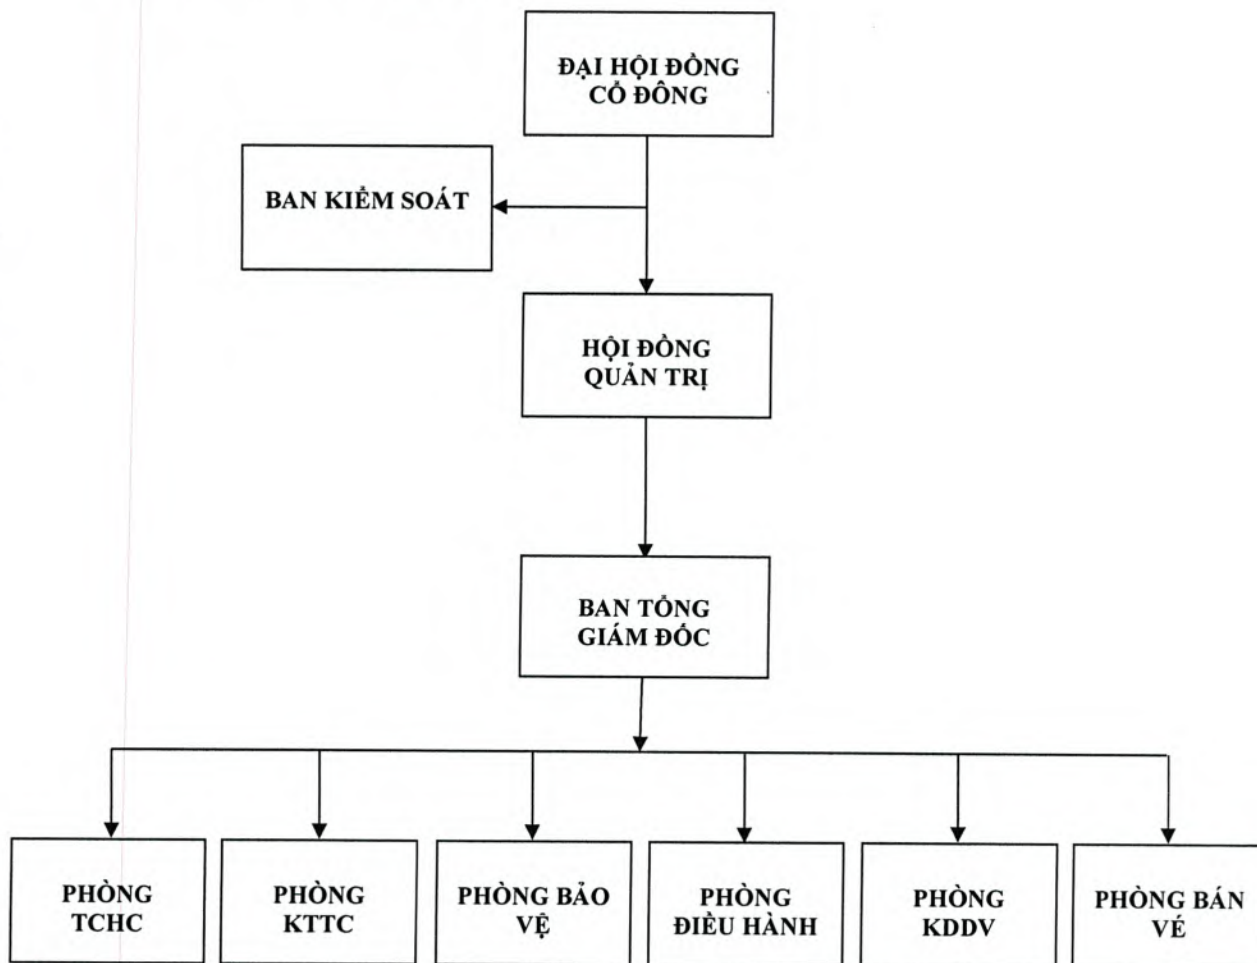 ĐẠI HỘI ĐỒNG
CỔ ĐÔNG
BAN KIỂM SOÁT
HỘI ĐỒNG
QUẢN TRỊ
BAN TỔNG
GIÁM ĐỐC
PHÒNG
TCHC
PHÒNG
KTTC
PHÒNG BẢO
VỆ
PHÒNG
ĐIỀU HÀNH
PHÒNG
KDDV
PHÒNG BÁN
VÉ